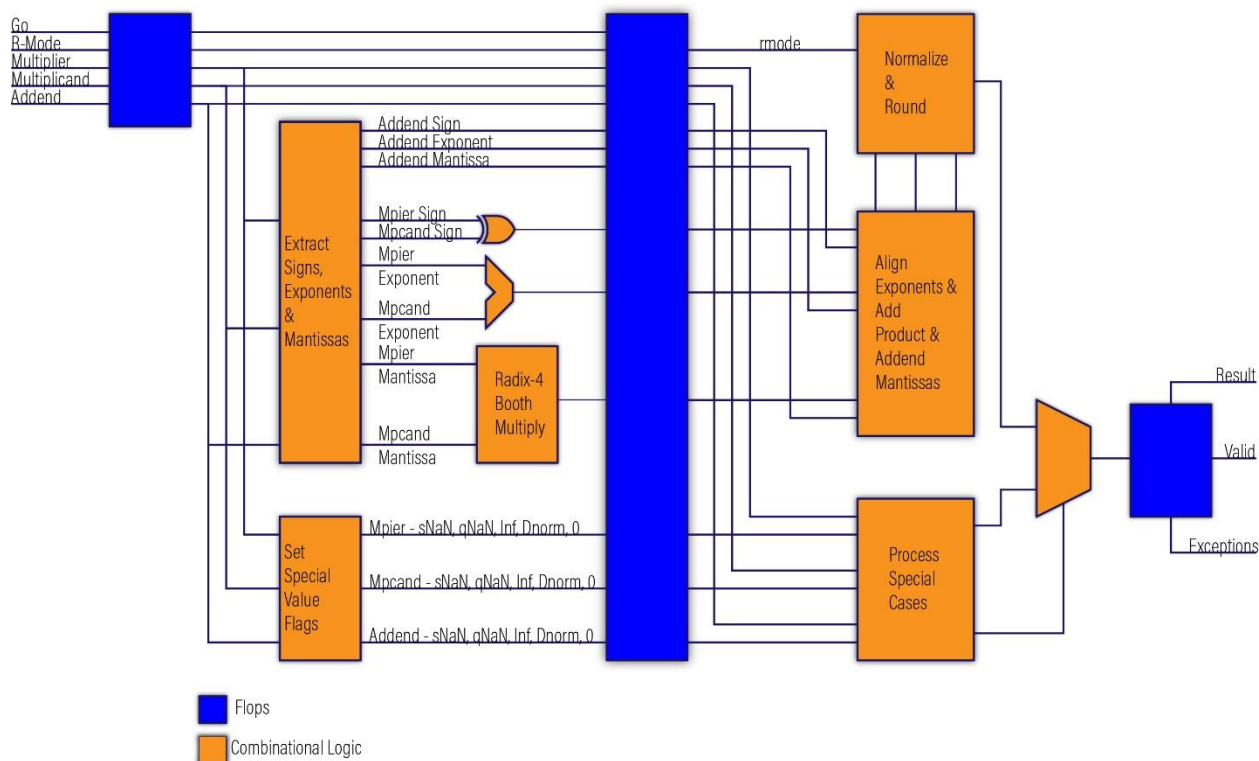 Go
R-Mode
Multiplier
Multiplicand
Addend
rmode
Normalize
&
Round
Addend Sign
Addend Exponent
Addend Mantissa
Extract
Signs,
Exponents
&
Mantissas
Mpier Sign
Mpcand Sign
Mpier
Exponent
Mpcand
Exponent
Mpier
Mantissa
Mpcand
Mantissa
Radix-4
Booth
Multiply
Align
Exponents &
Add
Product &
Addend
Mantissas
Result
Valid
Exceptions
Set
Special
Value
Flags
Mpier - sNaN, qNaN, Inf, Dnorm, 0
Mpcand - sNaN, qNaN, Inf, Dnorm, 0
Addend - sNaN, qNaN, Inf, Dnorm, 0
Process
Special
Cases
Flops
Combinational Logic